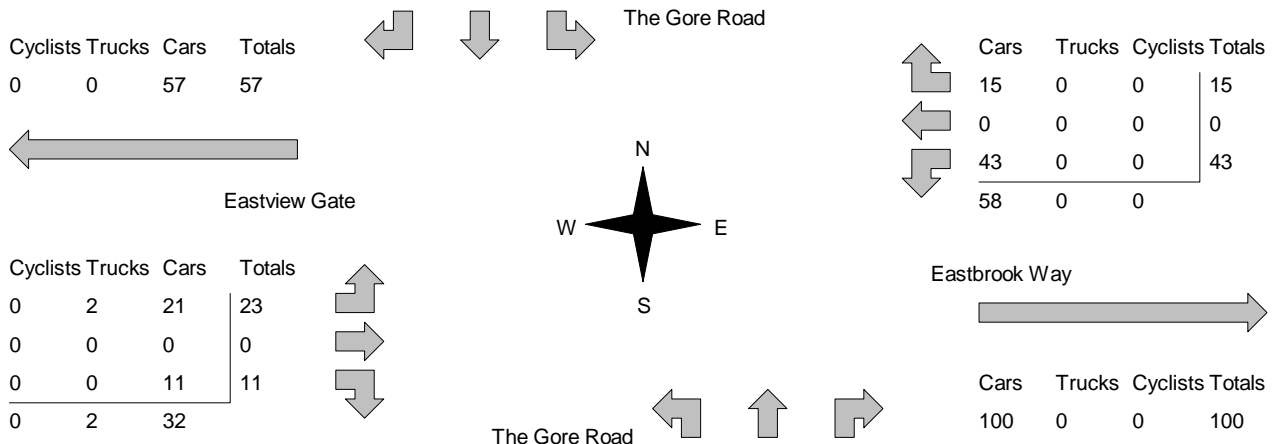 The Gore Road
Cyclists Trucks Cars Totals
0 0 57 57
Cars Trucks Cyclists Totals
15 0 0 15
0 0 0 0
43 0 0 43
58 0 0
Eastview Gate
N
W E
S
Cyclists Trucks Cars Totals
0 2 21 23
0 0 0 0
0 0 11 11
0 2 32
Eastbrook Way
Cars Trucks Cyclists Totals
100 0 0 100
The Gore Road